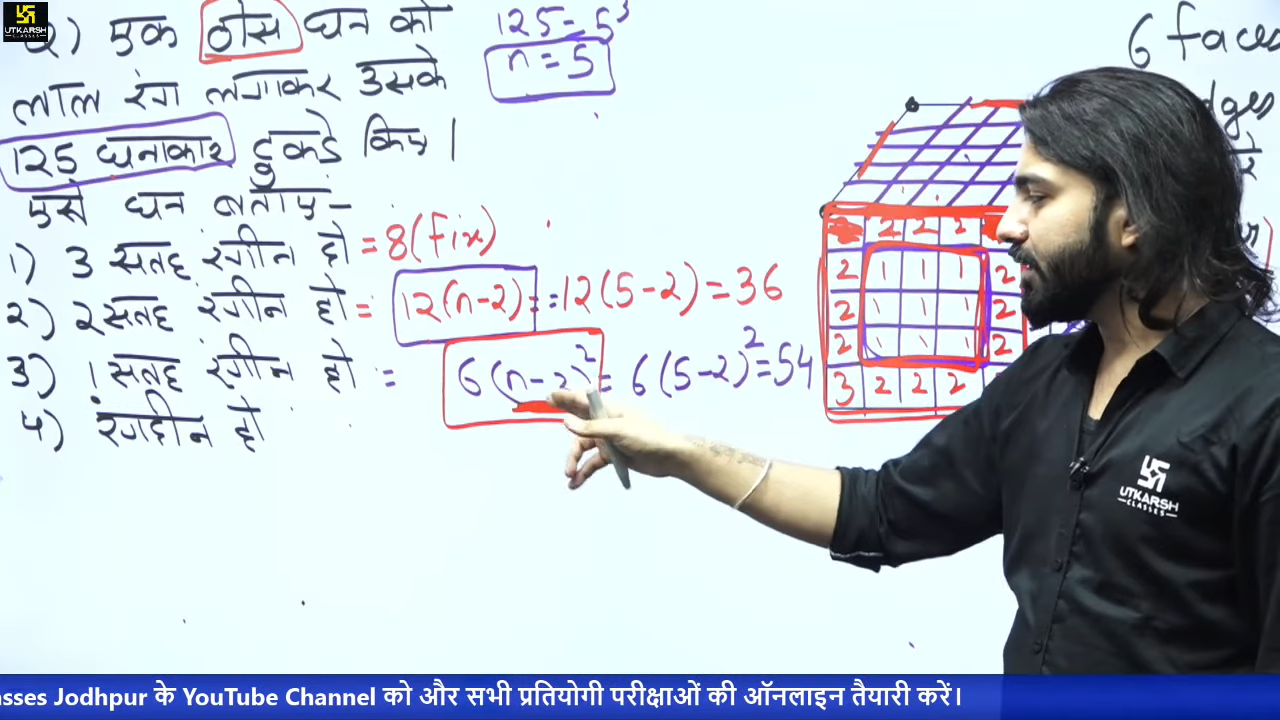 UTKARSH
CLASSES
Q) एक ठोस घन को
लाल रंग लगाकर उसके
125 घनाकार टुकड़े किए।
एसे घन बताए-
1) 3 सतह रंगीन हो = 8(fix)
2) 2 सतह रंगीन हो = 12(n-2) = 12(5-2) = 36
3) 1 सतह रंगीन हो = 6(n-2)² = 6(5-2)² = 54
4) रंगहीन हो
125 = 5³
n = 5
6 faces
2 2 2
2 1 1 1 2
2 1 1 1 2
2 1 1 1 2
3 2 2 2
UTKARSH
CLASSES
asses Jodhpur के YouTube Channel को और सभी प्रतियोगी परीक्षाओं की ऑनलाइन तैयारी करें।